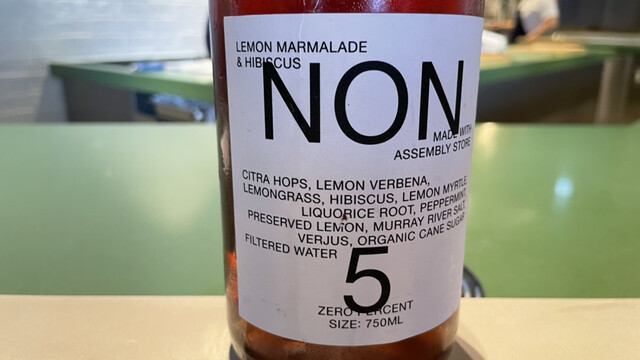 LEMON MARMALADE
& HIBISCUS
NON
MADE WITH
ASSEMBLY STORE
CITRA HOPS, LEMON VERBENA,
LEMONGRASS, HIBISCUS, LEMON MYRTLE,
LIQUORICE ROOT, PEPPERMINT,
PRESERVED LEMON, MURRAY RIVER SALT,
VERJUS, ORGANIC CANE SUGAR
FILTERED WATER
5
ZERO PERCENT
SIZE: 750ML